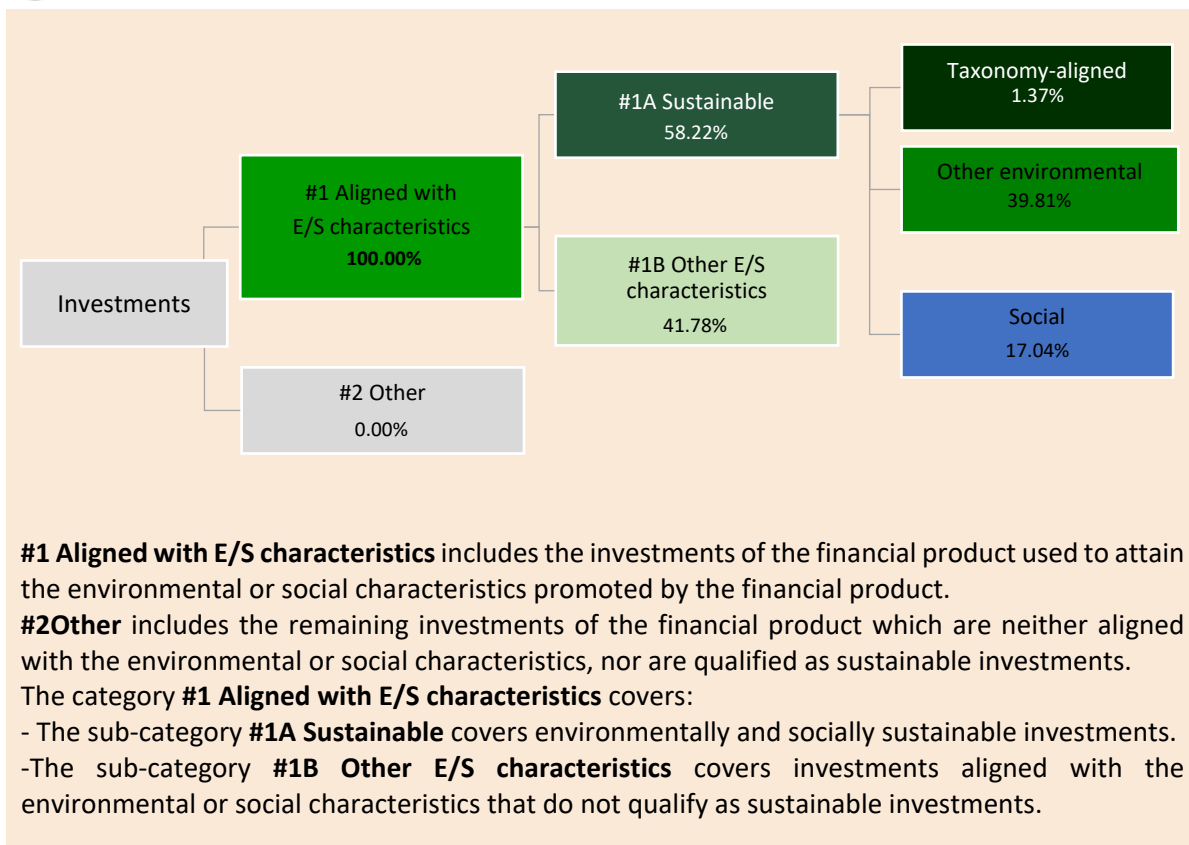 Investments
#1 Aligned with
E/S characteristics
100.00%
#2 Other
0.00%
#1A Sustainable
58.22%
#1B Other E/S
characteristics
41.78%
Taxonomy-aligned
1.37%
Other environmental
39.81%
Social
17.04%
#1 Aligned with E/S characteristics includes the investments of the financial product used to attain
the environmental or social characteristics promoted by the financial product.
#2Other includes the remaining investments of the financial product which are neither aligned
with the environmental or social characteristics, nor are qualified as sustainable investments.
The category #1 Aligned with E/S characteristics covers:
- The sub-category #1A Sustainable covers environmentally and socially sustainable investments.
-The sub-category #1B Other E/S characteristics covers investments aligned with the
environmental or social characteristics that do not qualify as sustainable investments.